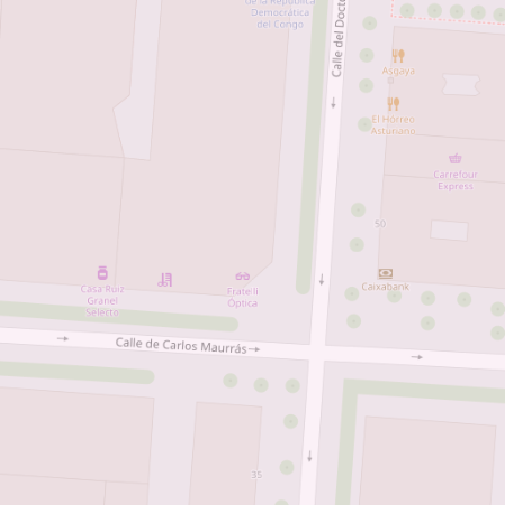 de la República
Democrática
del Congo
Calle del Docto
Asgaya
El Hórreo
Asturiano
Carrefour
Express
50
Caixabank
Casa Ruiz
Granel
Selecto
Fratelli
Óptica
Calle de Carlos Maurrás
35